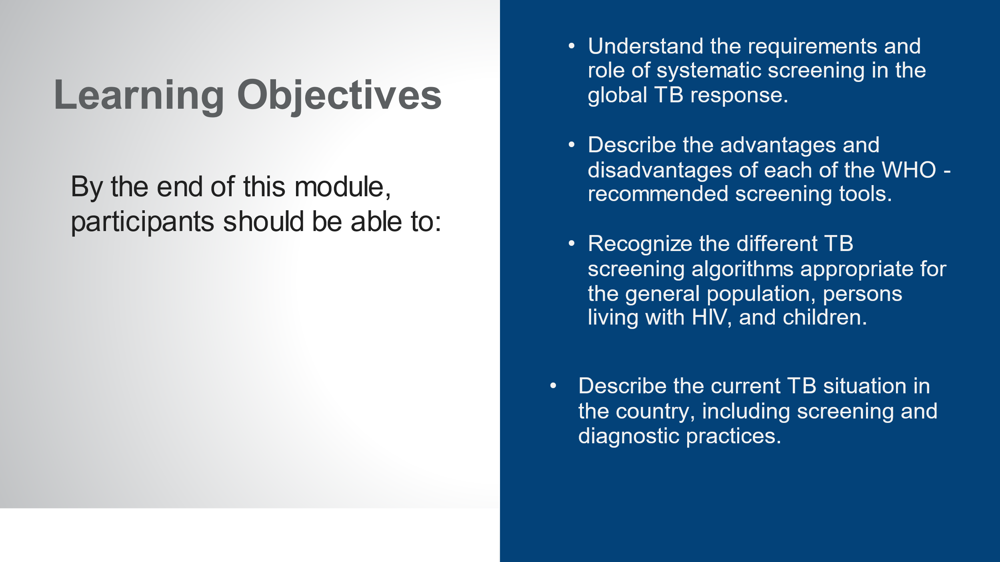 Learning Objectives
By the end of this module,
participants should be able to:
• Understand the requirements and
role of systematic screening in the
global TB response.
• Describe the advantages and
disadvantages of each of the WHO -
recommended screening tools.
• Recognize the different TB
screening algorithms appropriate for
the general population, persons
living with HIV, and children.
• Describe the current TB situation in
the country, including screening and
diagnostic practices.